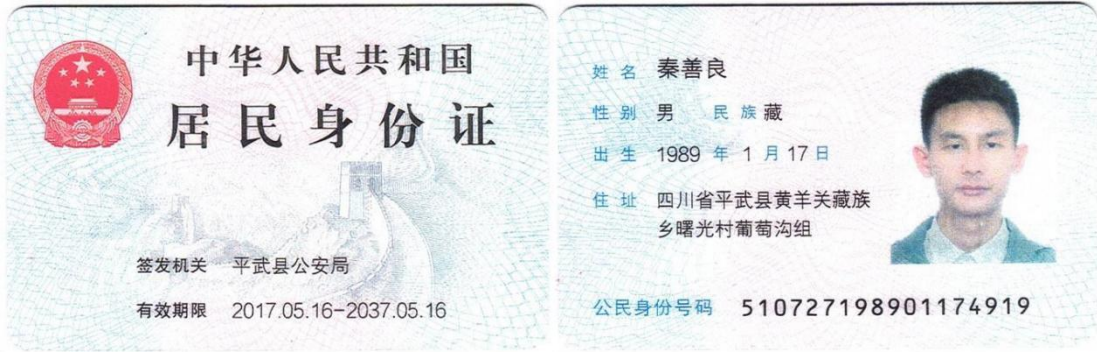 中华人民共和国
居民身份证
签发机关 平武县公安局
有效期限 2017.05.16-2037.05.16
姓名 秦善良
性别 男 民族 藏
出生 1989 年 1 月 17 日
住址 四川省平武县黄羊关藏族
乡曙光村葡萄沟组
公民身份号码 510727198901174919